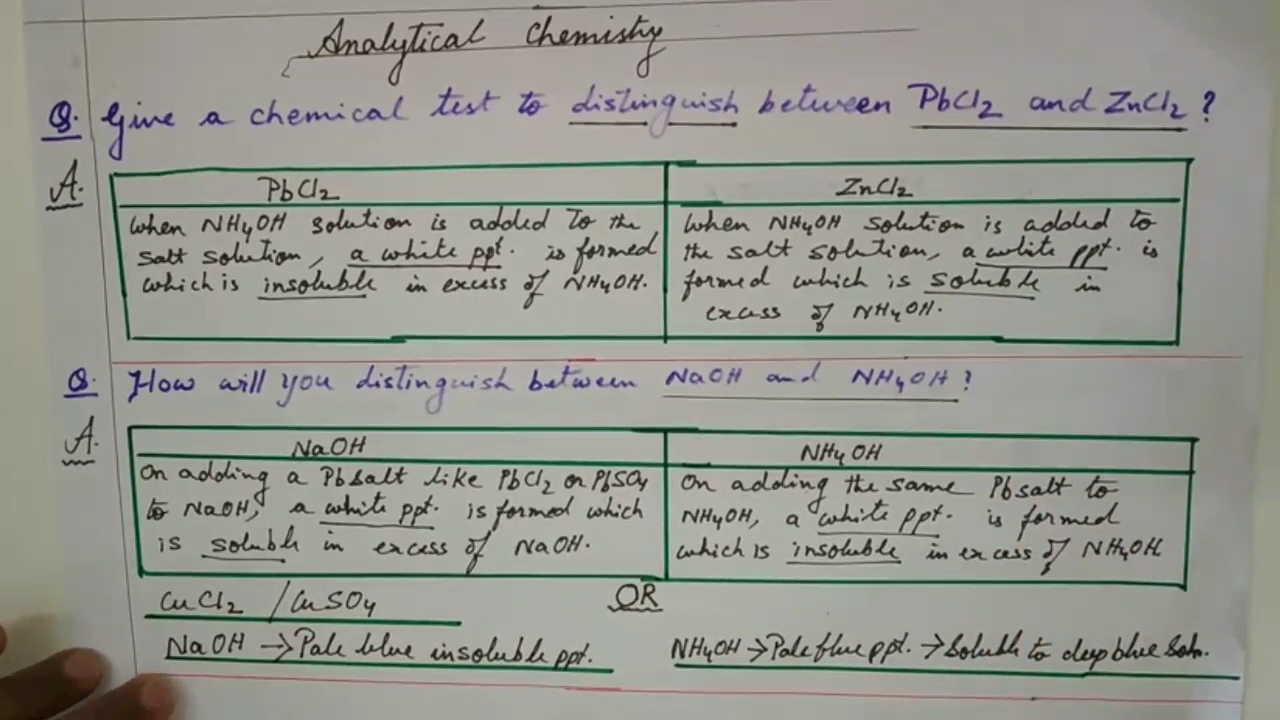 Analytical Chemistry
Q. Give a chemical test to distinguish between PbCl2 and ZnCl2?
A.
PbCl2
When NH4OH solution is added to the
salt solution, a white ppt. is formed
which is insoluble in excess of NH4OH.
ZnCl2
When NH4OH solution is added to
the salt solution, a white ppt. is
formed which is soluble in
excess of NH4OH.
Q. How will you distinguish between NaOH and NH4OH?
A.
NaOH
On adding a Pb salt like PbCl2 or PbSO4
to NaOH, a white ppt. is formed which
is soluble in excess of NaOH.
NH4OH
On adding the same Pb salt to
NH4OH, a white ppt. is formed
which is insoluble in excess of NH4OH
OR
CuCl2 / CuSO4
NaOH → Pale blue insoluble ppt.
NH4OH → Pale blue ppt. → Soluble to deep blue soln.